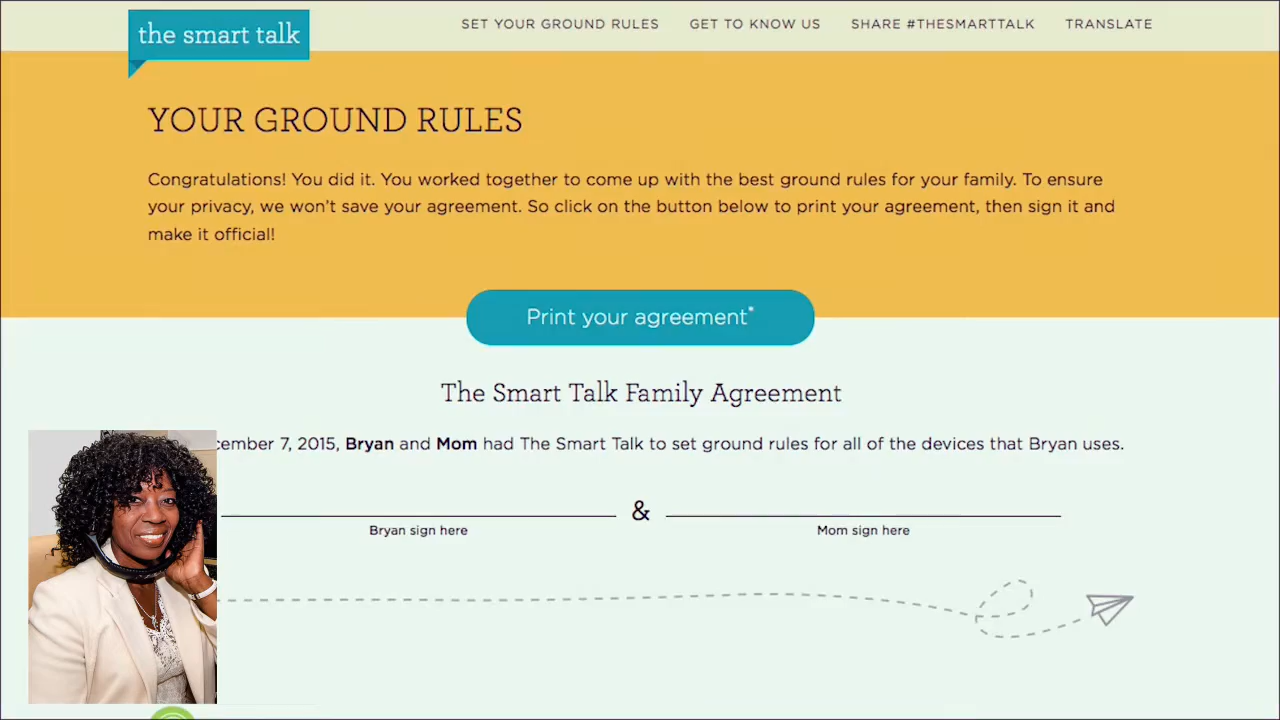 the smart talk
SET YOUR GROUND RULES GET TO KNOW US SHARE #THESMARTTALK TRANSLATE
YOUR GROUND RULES
Congratulations! You did it. You worked together to come up with the best ground rules for your family. To ensure
your privacy, we won't save your agreement. So click on the button below to print your agreement, then sign it and
make it official!
Print your agreement*
The Smart Talk Family Agreement
7, 2015, Bryan and Mom had The Smart Talk to set ground rules for all of the devices that Bryan uses.
&
Bryan sign here Mom sign here